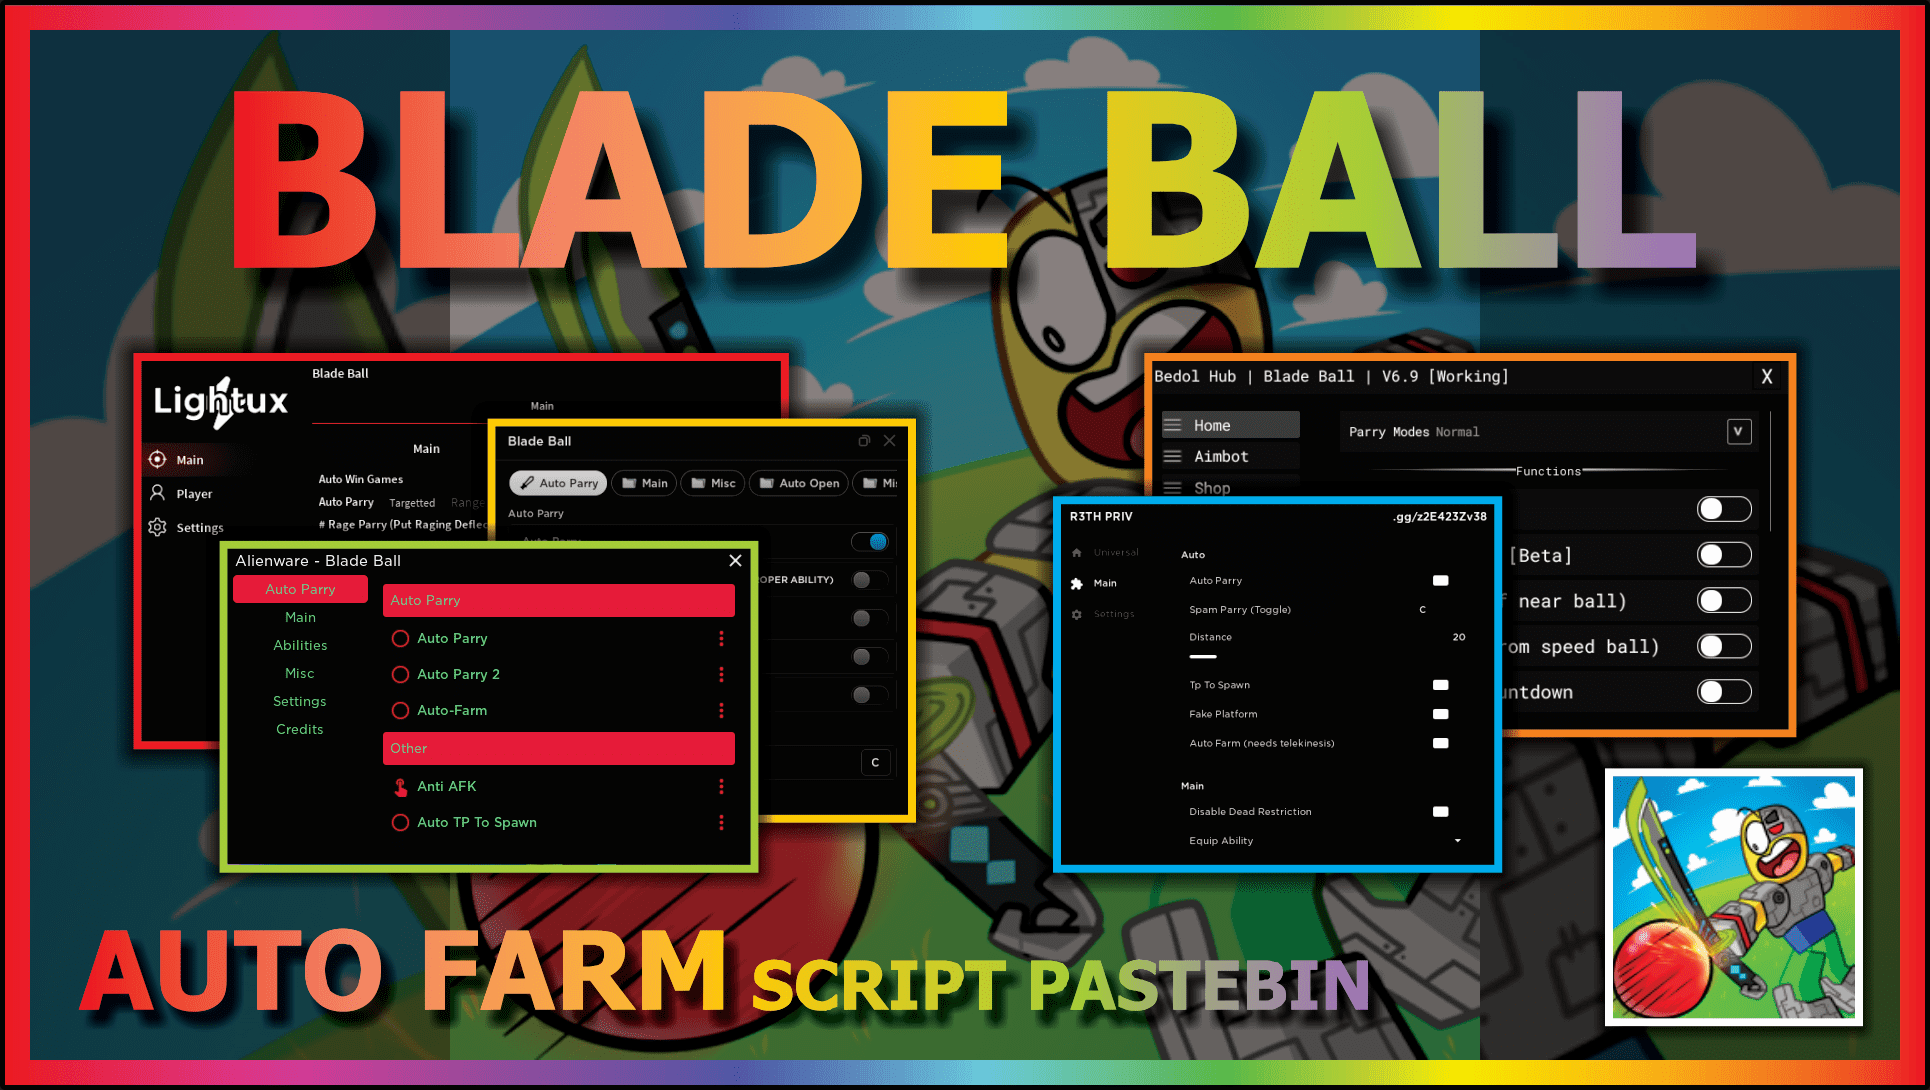 BLADE BALL
Lightux
Blade Ball
Main
Main
Player
Settings
Main
Auto Win Games
Auto Parry Targetted Range
# Rage Parry (Put Raging Deflec
Blade Ball
Auto Parry Main Misc Auto Open Mis
Auto Parry
Auto Parry
OPER ABILITY)
C
Alienware - Blade Ball
Auto Parry
Main
Abilities
Misc
Settings
Credits
Auto Parry
Auto Parry
Auto Parry 2
Auto-Farm
Other
Anti AFK
Auto TP To Spawn
Bedol Hub | Blade Ball | V6.9 [Working] X
Home
Aimbot
Shop
Parry Modes Normal V
Functions
[Beta]
f near ball)
rom speed ball)
untdown
R3TH PRIV .gg/z2E423Zv38
Universal
Main
Settings
Auto
Auto Parry
Spam Parry (Toggle) C
Distance 20
Tp To Spawn
Fake Platform
Auto Farm (needs telekinesis)
Main
Disable Dead Restriction
Equip Ability
AUTO FARM SCRIPT PASTEBIN